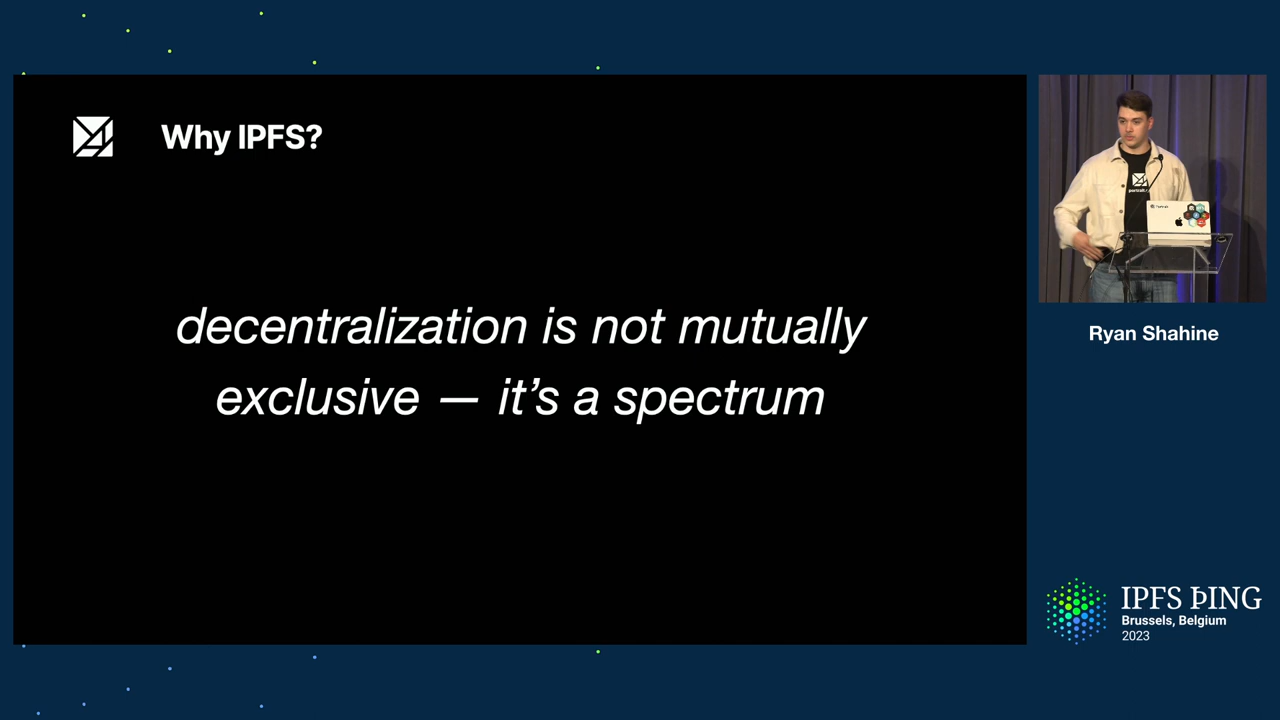 Why IPFS?
decentralization is not mutually
exclusive — it's a spectrum
Ryan Shahine
IPFS ÞING
Brussels, Belgium
2023